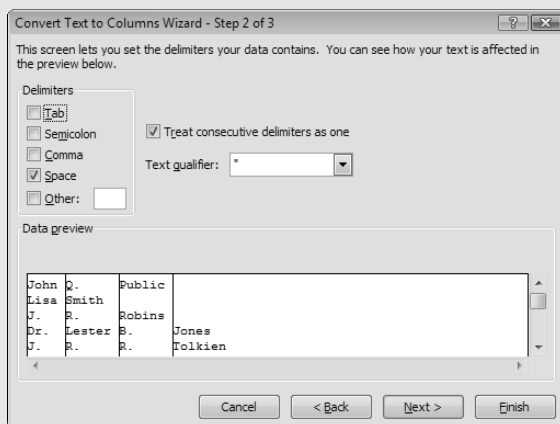 Convert Text to Columns Wizard - Step 2 of 3
This screen lets you set the delimiters your data contains. You can see how your text is affected in
the preview below.
Delimiters
Tab
Semicolon
Comma
Space
Other:
Treat consecutive delimiters as one
Text qualifier: "
Data preview
John Q. Public
Lisa Smith
J. R. Robins
Dr. Lester B. Jones
J. R. R. Tolkien
Cancel < Back Next > Finish